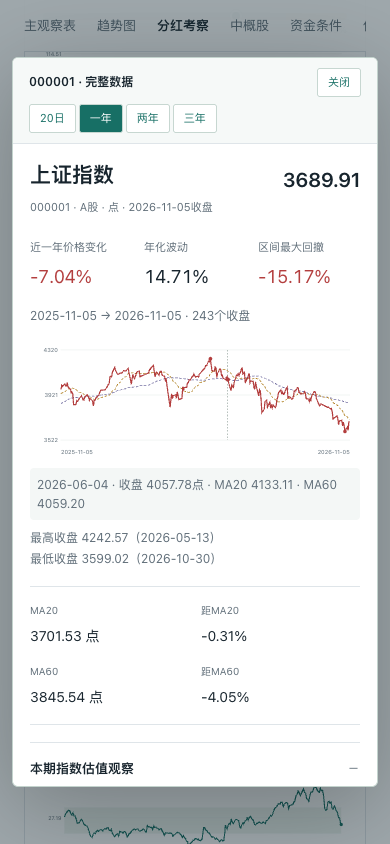 主观察表 趋势图 分红考察 中概股 资金条件
114.51
000001 · 完整数据 关闭
20日 一年 两年 三年
上证指数 3689.91
000001 · A股 · 点 · 2026-11-05收盘
近一年价格变化 年化波动 区间最大回撤
-7.04% 14.71% -15.17%
2025-11-05 → 2026-11-05 · 243个收盘
4320
3921
3522
2025-11-05 2026-11-05
2026-06-04 · 收盘 4057.78点 · MA20 4133.11 · MA60
4059.20
最高收盘 4242.57（2026-05-13）
最低收盘 3599.02（2026-10-30）
MA20 距MA20
3701.53 点 -0.31%
MA60 距MA60
3845.54 点 -4.05%
本期指数估值观察 −
27.19